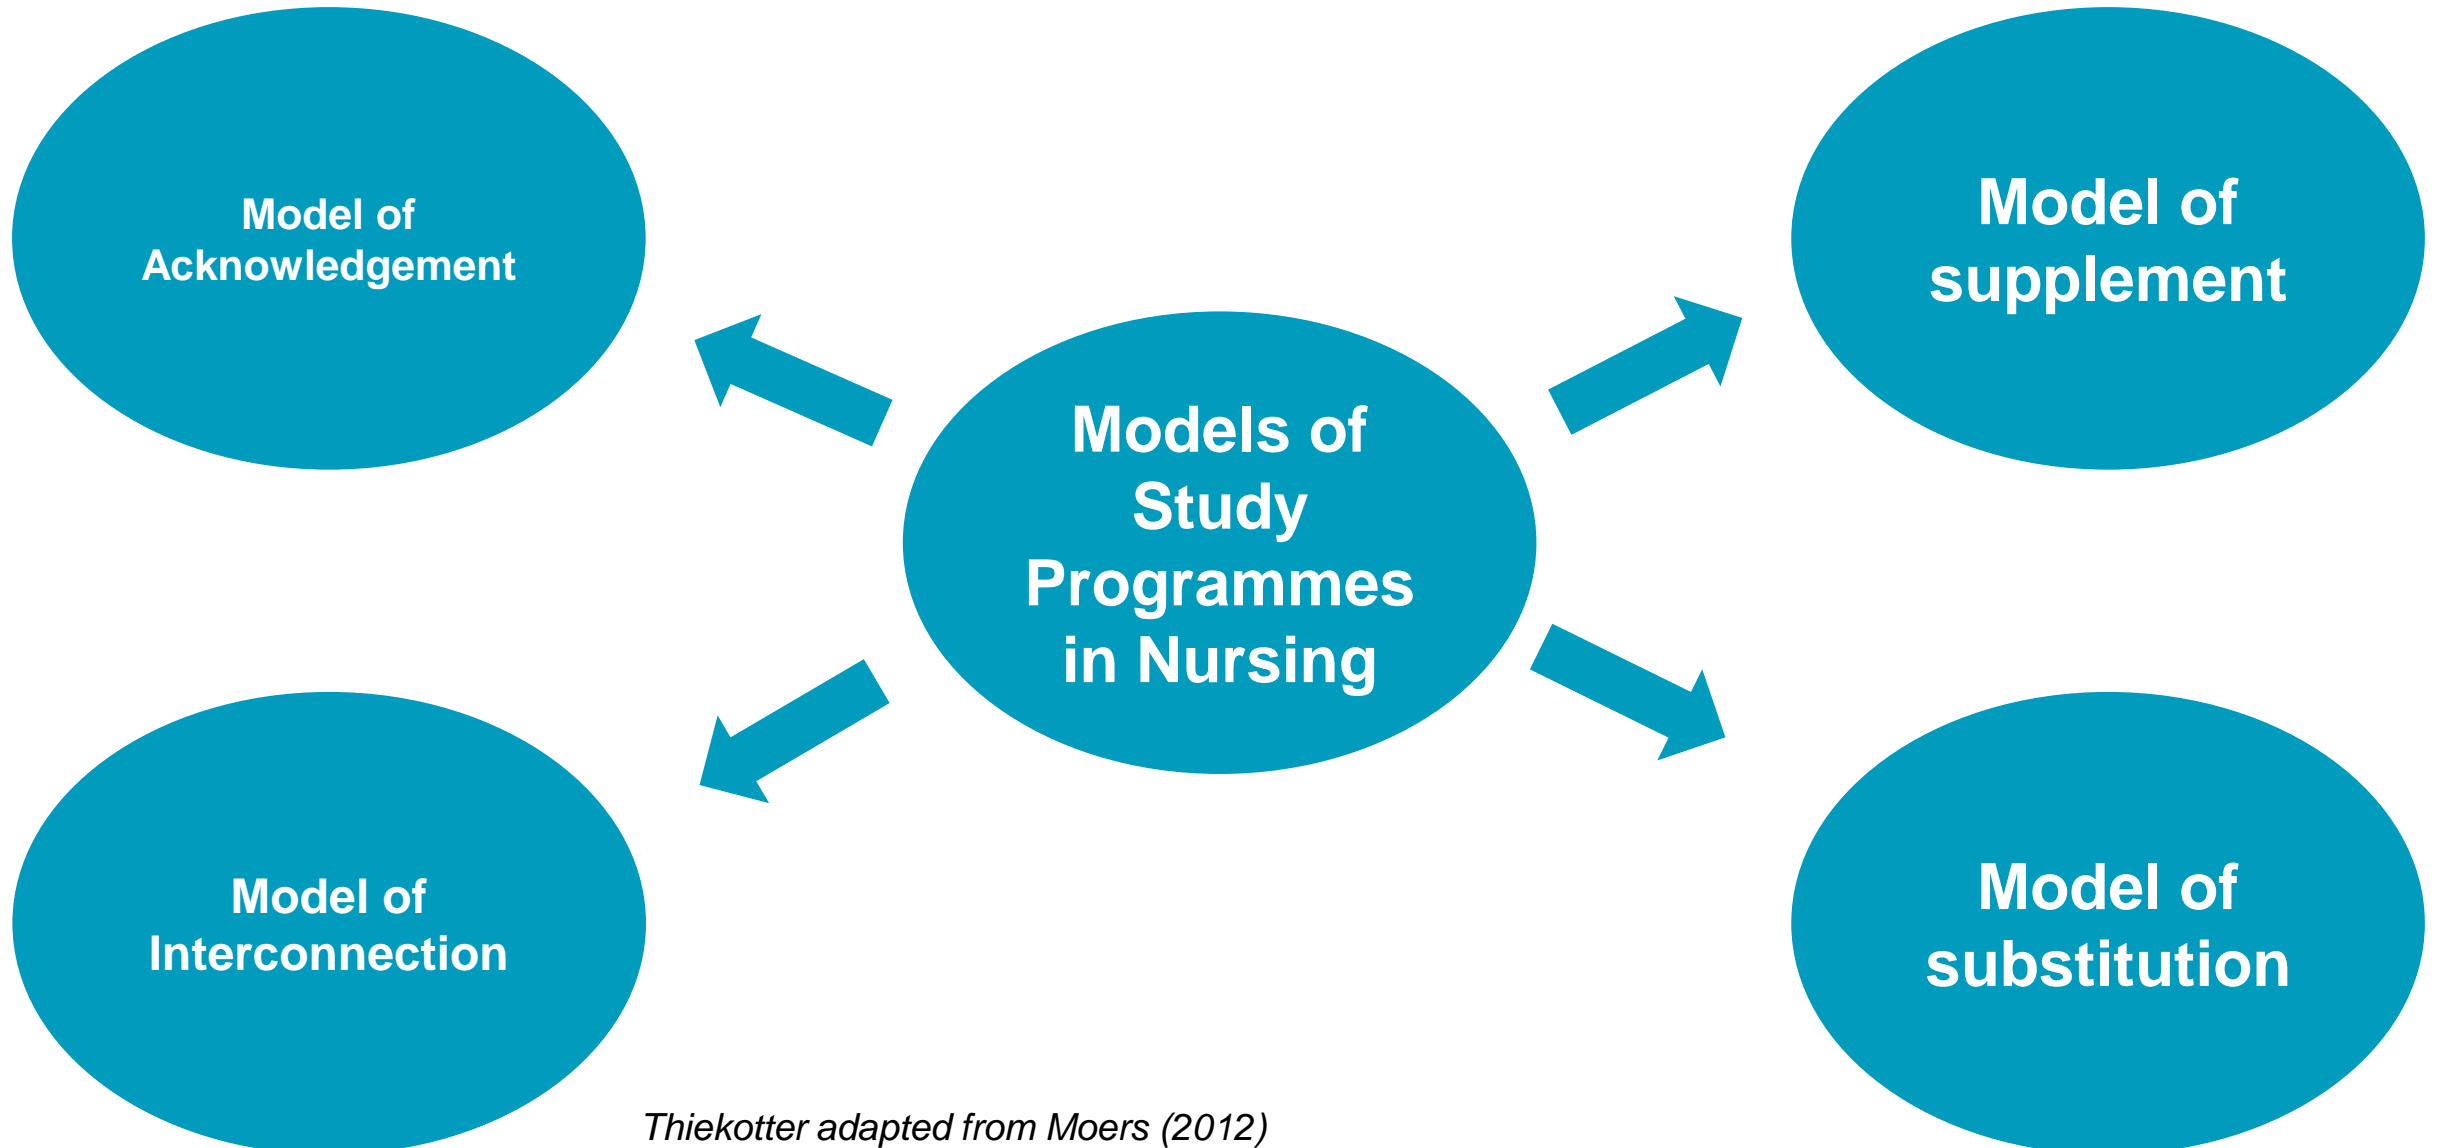 Model of
Acknowledgement
Model of
supplement
Models of
Study
Programmes
in Nursing
Model of
Interconnection
Model of
substitution
Thiekotter adapted from Moers (2012)